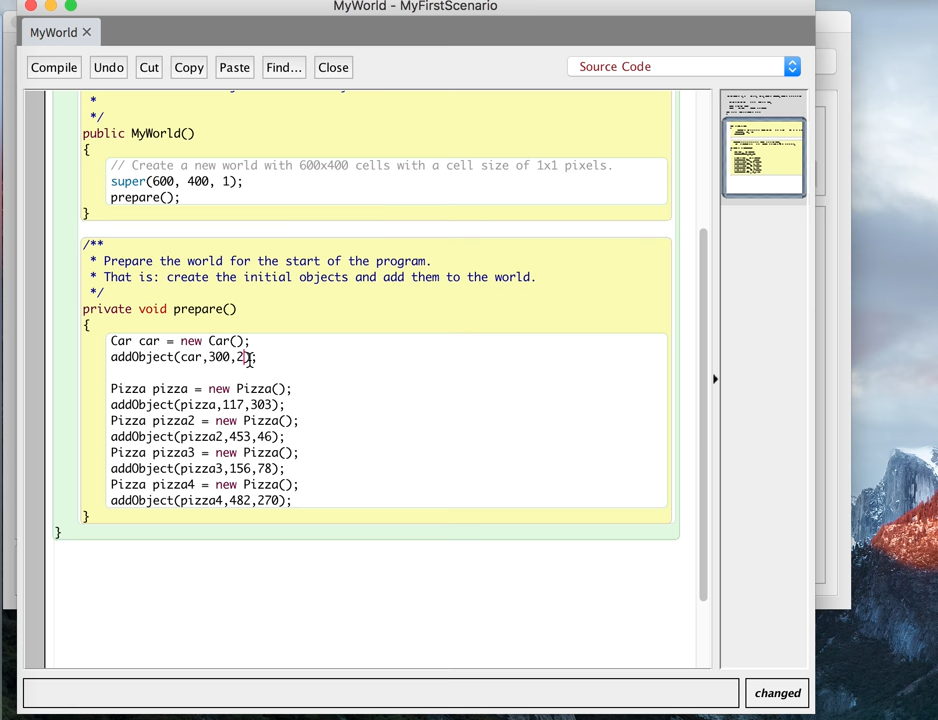 MyWorld - MyFirstScenario
MyWorld ✕
Compile Undo Cut Copy Paste Find... Close Source Code
*
*/
public MyWorld()
{
// Create a new world with 600x400 cells with a cell size of 1x1 pixels.
super(600, 400, 1);
prepare();
}
/**
* Prepare the world for the start of the program.
* That is: create the initial objects and add them to the world.
*/
private void prepare()
{
Car car = new Car();
addObject(car,300,2);
Pizza pizza = new Pizza();
addObject(pizza,117,303);
Pizza pizza2 = new Pizza();
addObject(pizza2,453,46);
Pizza pizza3 = new Pizza();
addObject(pizza3,156,78);
Pizza pizza4 = new Pizza();
addObject(pizza4,482,270);
}
}
changed